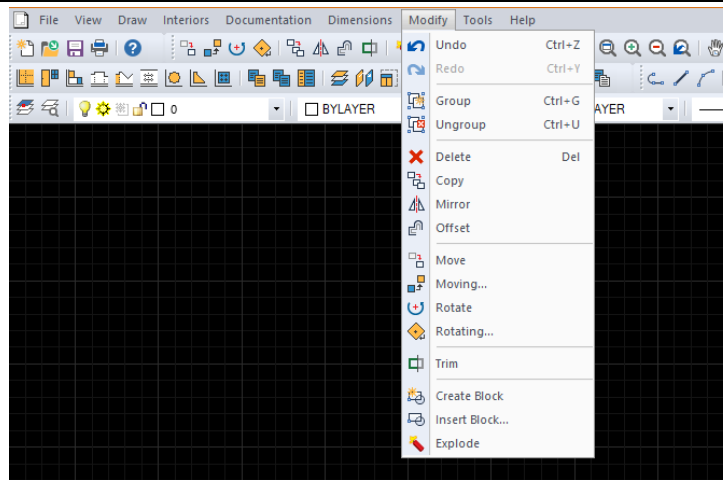 File View Draw Interiors Documentation Dimensions Modify Tools Help
Undo Ctrl+Z
Redo Ctrl+Y
0 BYLAYER AYER
Group Ctrl+G
Ungroup Ctrl+U
Delete Del
Copy
Mirror
Offset
Move
Moving...
Rotate
Rotating...
Trim
Create Block
Insert Block...
Explode